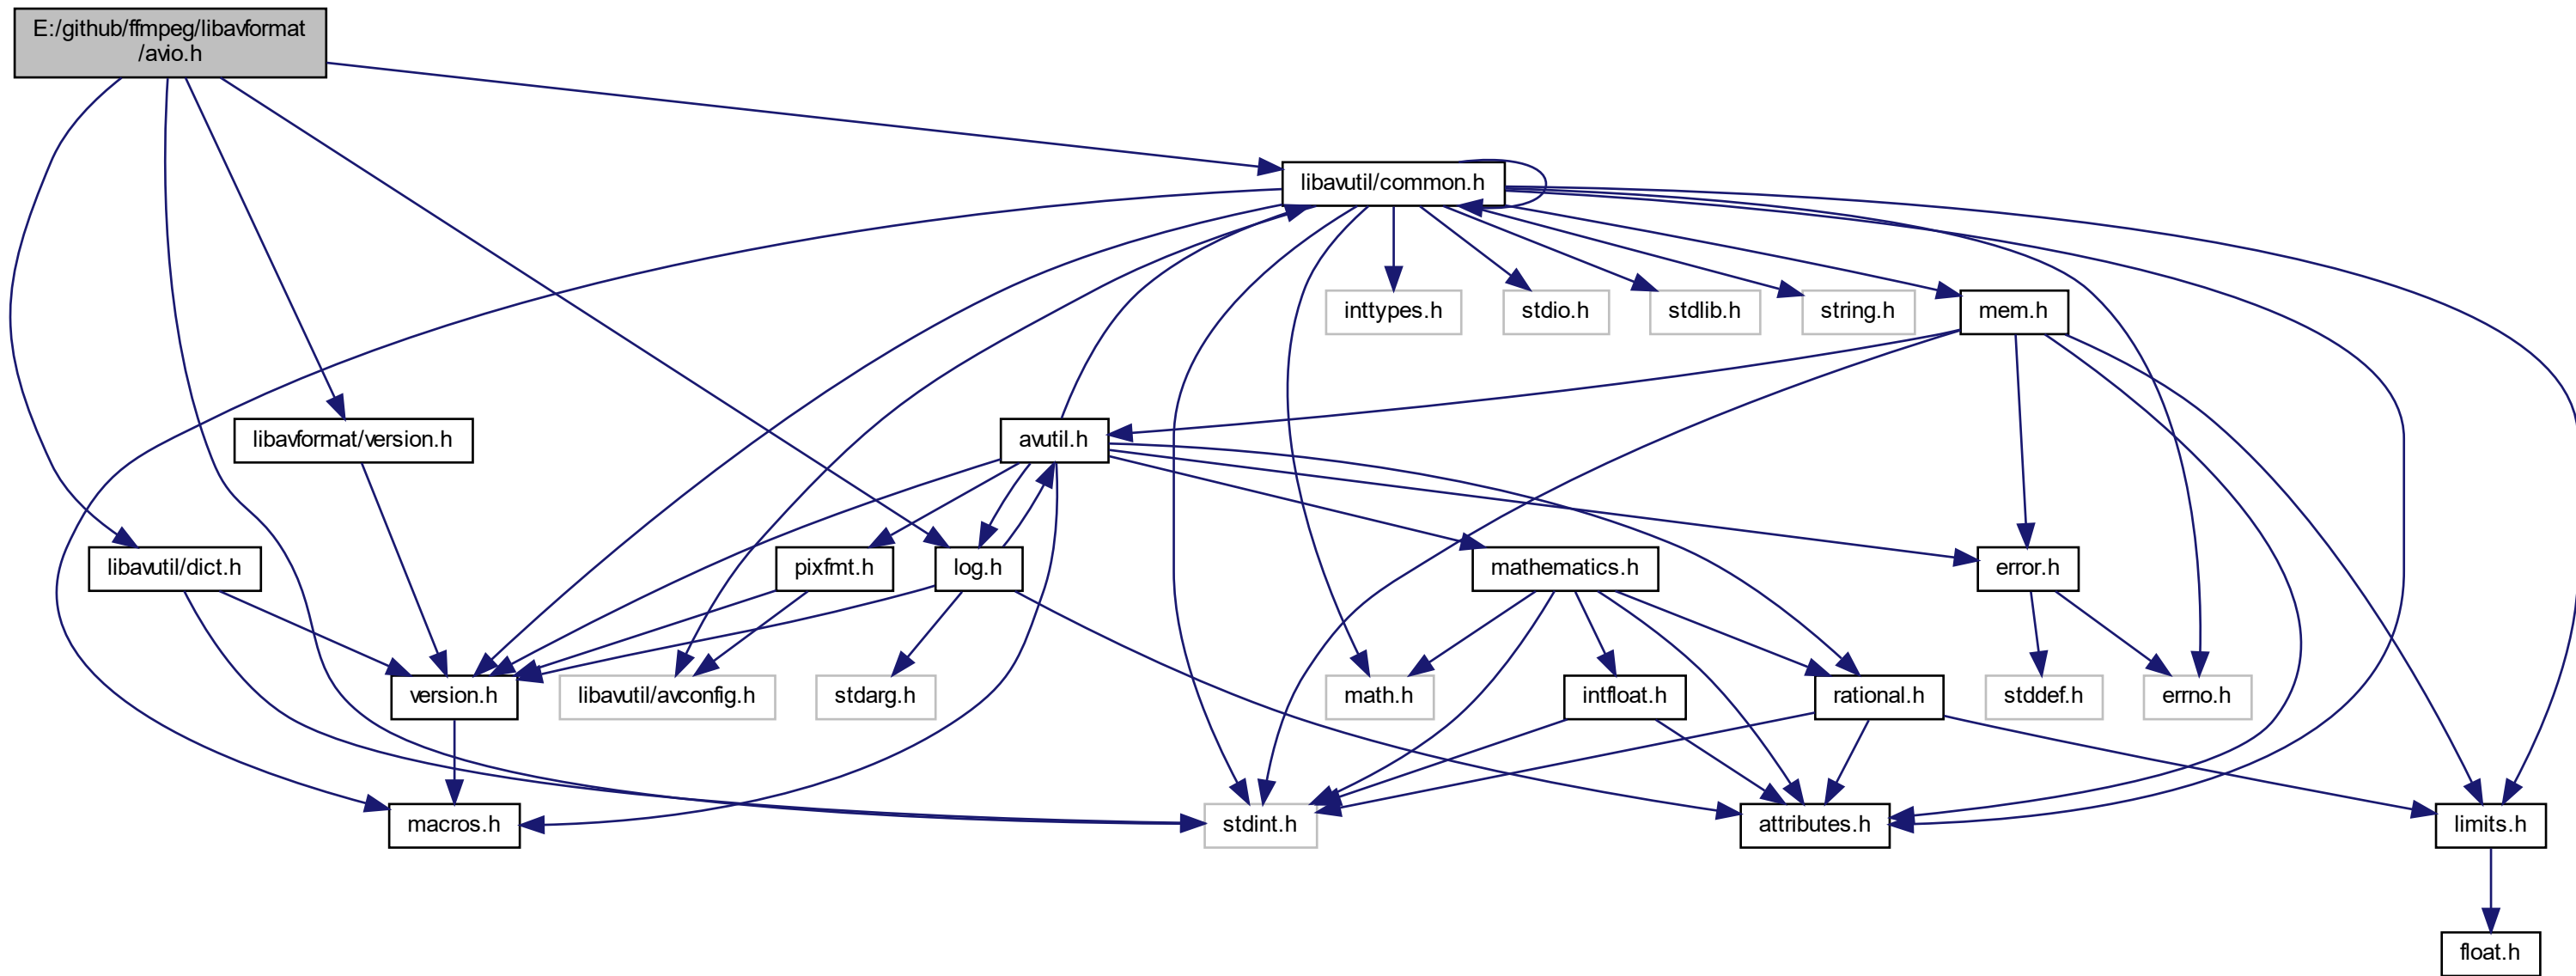 E:/github/ffmpeg/libavformat
/avio.h
libavutil/common.h
inttypes.h
stdio.h
stdlib.h
string.h
mem.h
libavformat/version.h
avutil.h
libavutil/dict.h
pixfmt.h
log.h
mathematics.h
error.h
version.h
libavutil/avconfig.h
stdarg.h
math.h
intfloat.h
rational.h
stddef.h
errno.h
macros.h
stdint.h
attributes.h
limits.h
float.h